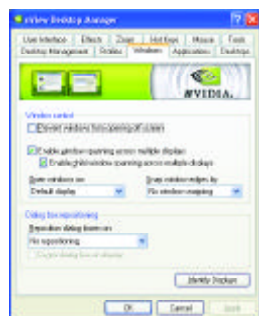 nView Desktop Manager
User Interface Effects Zoom Hot Keys Mouse Tools
Desktop Management Profiles Windows Applications Desktops
NVIDIA.
Window control
Prevent windows from opening off screen
Enable window spanning across multiple displays
Enable child window spanning across multiple displays
Open windows on: Snap window edges by
Default display No window snapping
Dialog box repositioning
Reposition dialog boxes on:
No repositioning
Identify Displays
OK Cancel Apply